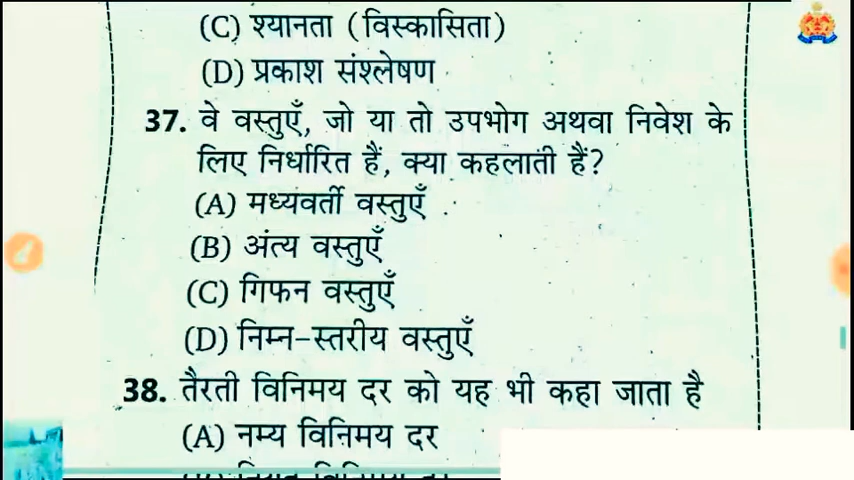 (C) श्यानता (विस्कासिता)
(D) प्रकाश संश्लेषण
37. वे वस्तुएँ, जो या तो उपभोग अथवा निवेश के
लिए निर्धारित हैं, क्या कहलाती हैं?
(A) मध्यवर्ती वस्तुएँ
(B) अंत्य वस्तुएँ
(C) गिफन वस्तुएँ
(D) निम्न-स्तरीय वस्तुएँ
38. तैरती विनिमय दर को यह भी कहा जाता है
(A) नम्य विनिमय दर